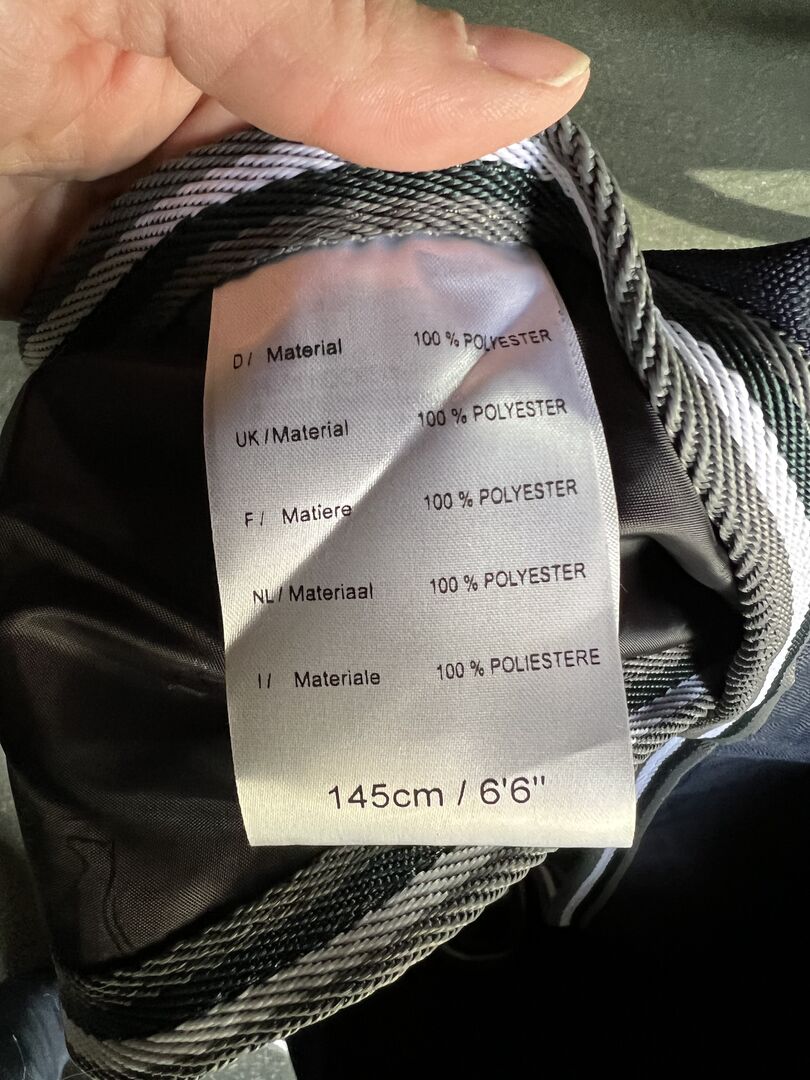 D/ Material 100 % POLYESTER
UK/Material 100 % POLYESTER
F/ Matiere 100 % POLYESTER
NL/Materiaal 100 % POLYESTER
I/ Materiale 100 % POLIESTERE
145cm / 6'6"